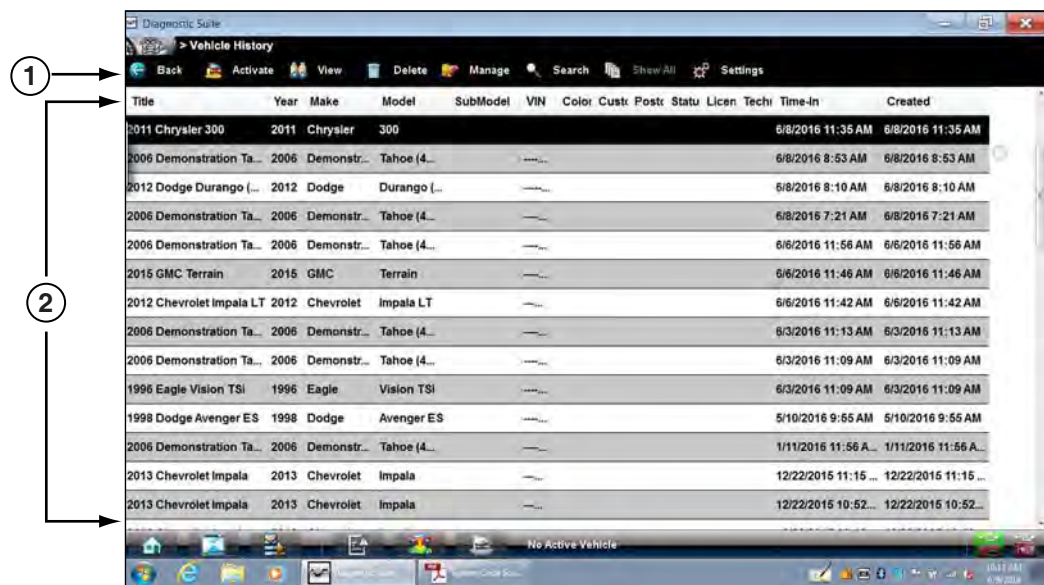 Diagnostic Suite
> Vehicle History
1
Back Activate View Delete Manage Search Show All Settings
2
Title Year Make Model SubModel VIN Color Custo Posto Statu Licen Techi Time-In Created
2011 Chrysler 300 2011 Chrysler 300 6/8/2016 11:35 AM 6/8/2016 11:35 AM
2006 Demonstration Ta... 2006 Demonstr... Tahoe (4... ----... 6/8/2016 8:53 AM 6/8/2016 8:53 AM
2012 Dodge Durango (... 2012 Dodge Durango (... ----... 6/8/2016 8:10 AM 6/8/2016 8:10 AM
2006 Demonstration Ta... 2006 Demonstr... Tahoe (4... ----... 6/8/2016 7:21 AM 6/8/2016 7:21 AM
2006 Demonstration Ta... 2006 Demonstr... Tahoe (4... ----... 6/6/2016 11:56 AM 6/6/2016 11:56 AM
2015 GMC Terrain 2015 GMC Terrain ----... 6/6/2016 11:46 AM 6/6/2016 11:46 AM
2012 Chevrolet Impala LT 2012 Chevrolet Impala LT ----... 6/6/2016 11:42 AM 6/6/2016 11:42 AM
2006 Demonstration Ta... 2006 Demonstr... Tahoe (4... ----... 6/3/2016 11:13 AM 6/3/2016 11:13 AM
2006 Demonstration Ta... 2006 Demonstr... Tahoe (4... ----... 6/3/2016 11:09 AM 6/3/2016 11:09 AM
1996 Eagle Vision TSi 1996 Eagle Vision TSi ----... 6/3/2016 11:09 AM 6/3/2016 11:09 AM
1998 Dodge Avenger ES 1998 Dodge Avenger ES ----... 5/10/2016 9:55 AM 5/10/2016 9:55 AM
2006 Demonstration Ta... 2006 Demonstr... Tahoe (4... ----... 1/11/2016 11:56 A... 1/11/2016 11:56 A...
2013 Chevrolet Impala 2013 Chevrolet Impala ----... 12/22/2015 11:15 ... 12/22/2015 11:15 ...
2013 Chevrolet Impala 2013 Chevrolet Impala ----... 12/22/2015 10:52... 12/22/2015 10:52...
No Active Vehicle
Diagnostic Suite